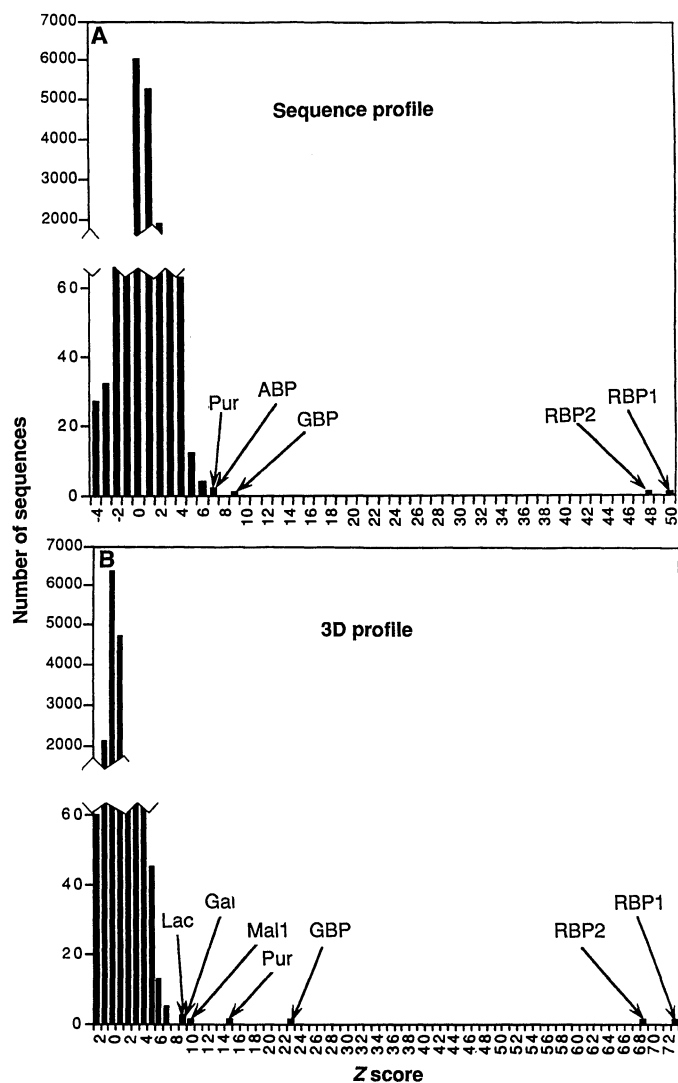 7000
A
6000
5000
Sequence profile
4000
3000
2000
60
40
Pur
ABP
GBP
RBP2
RBP1
20
0
-4 -2 0 2 4 6 8 10 12 14 16 18 20 22 24 26 28 30 32 34 36 38 40 42 44 46 48 50
Number of sequences
7000
B
6000
3D profile
5000
4000
3000
2000
60
40
Lac
Gal
Mal1
Pur
GBP
RBP2
RBP1
20
0
2 0 2 4 6 8 10 12 14 16 18 20 22 24 26 28 30 32 34 36 38 40 42 44 46 48 50 52 54 56 58 60 62 64 66 68 70 72
Z score